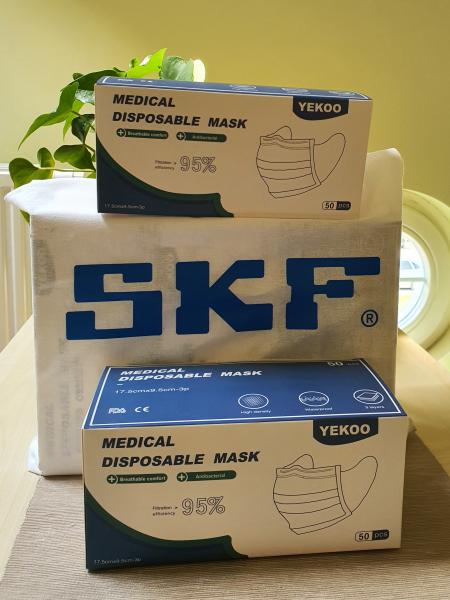 MEDICAL
DISPOSABLE MASK
YEKOO
Breathable comfort
Antibacterial
Filtration >
efficiency
95%
50 pcs
17.5cmx9.5cm-3p
SKF
®
MEDICAL
DISPOSABLE MASK
17.5cmx9.5cm-3p
FDA CE
High density
Waterproof
3 layers
50
MEDICAL
DISPOSABLE MASK
YEKOO
Breathable comfort
Antibacterial
Filtration >
efficiency
95%
50 pcs
17.5cmx9.5cm-3p